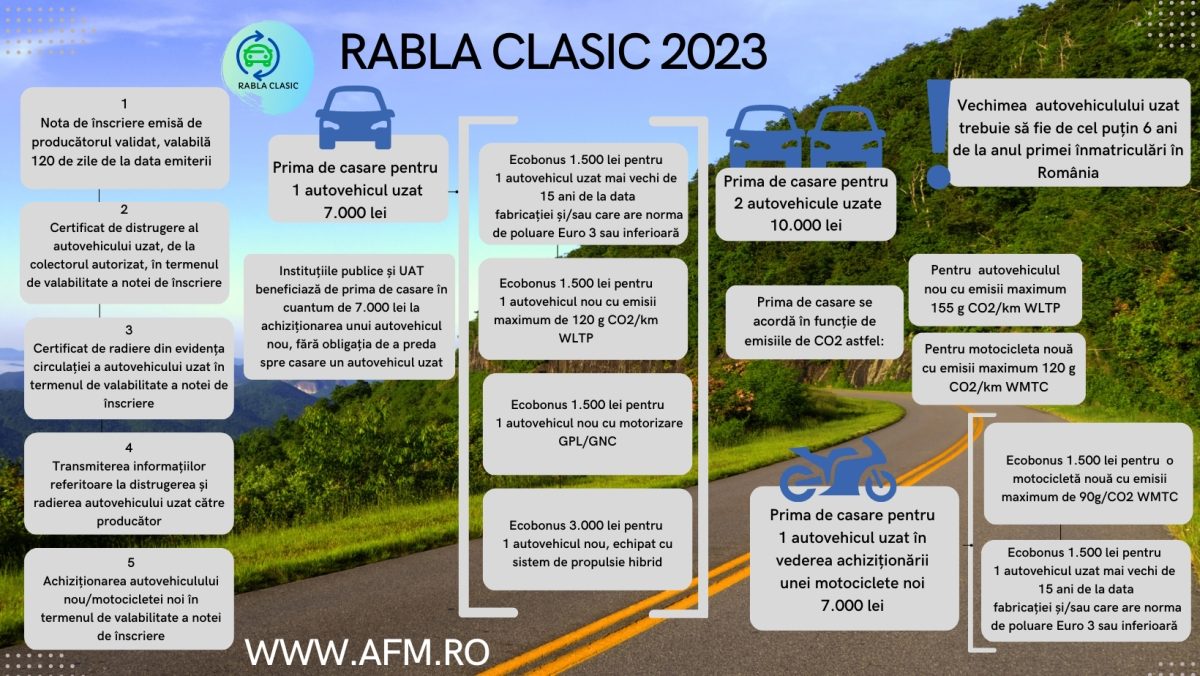 RABLA CLASIC 2023
RABLA CLASIC
1
Nota de înscriere emisă de
producătorul validat, valabilă
120 de zile de la data emiterii
2
Certificat de distrugere al
autovehicului uzat, de la
colectorul autorizat, în termenul
de valabilitate a notei de înscriere
3
Certificat de radiere din evidența
circulației a autovehicului uzat în
termenul de valabilitate a notei de
înscriere
4
Transmiterea informațiilor
referitoare la distrugerea și
radierea autovehicului uzat către
producător
5
Achiziționarea autovehiculului
nou/motocicletei noi în
termenul de valabilitate a notei
de înscriere
Prima de casare pentru
1 autovehicul uzat
7.000 lei
Instituțiile publice și UAT
beneficiază de prima de casare în
cuantum de 7.000 lei la
achiziționarea unui autovehicul
nou, fără obligația de a preda
spre casare un autovehicul uzat
Ecobonus 1.500 lei pentru
1 autovehicul uzat mai vechi de
15 ani de la data
fabricației și/sau care are norma
de poluare Euro 3 sau inferioară
Ecobonus 1.500 lei pentru
1 autovehicul nou cu emisii
maximum de 120 g CO2/km
WLTP
Ecobonus 1.500 lei pentru
1 autovehicul nou cu motorizare
GPL/GNC
Ecobonus 3.000 lei pentru
1 autovehicul nou, echipat cu
sistem de propulsie hibrid
Prima de casare pentru
2 autovehicule uzate
10.000 lei
!
Vechimea autovehiculului uzat
trebuie să fie de cel puțin 6 ani
de la anul primei înmatriculări în
România
Prima de casare se
acordă în funcție de
emisiile de CO2 astfel:
Pentru autovehiculul
nou cu emisii maximum
155 g CO2/km WLTP
Pentru motocicleta nouă
cu emisii maximum 120 g
CO2/km WMTC
Prima de casare pentru
1 autovehicul uzat în
vederea achiziționării
unei motociclete noi
7.000 lei
Ecobonus 1.500 lei pentru o
motocicletă nouă cu emisii
maximum de 90g/CO2 WMTC
Ecobonus 1.500 lei pentru
1 autovehicul uzat mai vechi de
15 ani de la data
fabricației și/sau care are norma
de poluare Euro 3 sau inferioară
WWW.AFM.RO